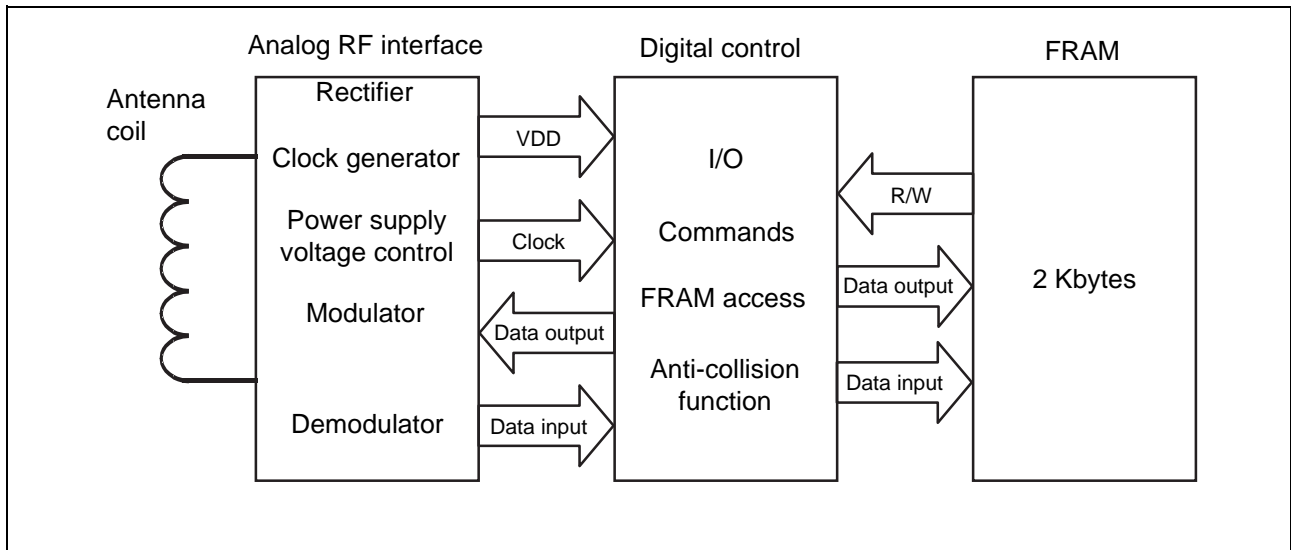 Analog RF interface
Digital control
FRAM
Antenna
coil
Rectifier
Clock generator
Power supply
voltage control
Modulator
Demodulator
VDD
Clock
Data output
Data input
I/O
Commands
FRAM access
Anti-collision
function
R/W
Data output
Data input
2 Kbytes